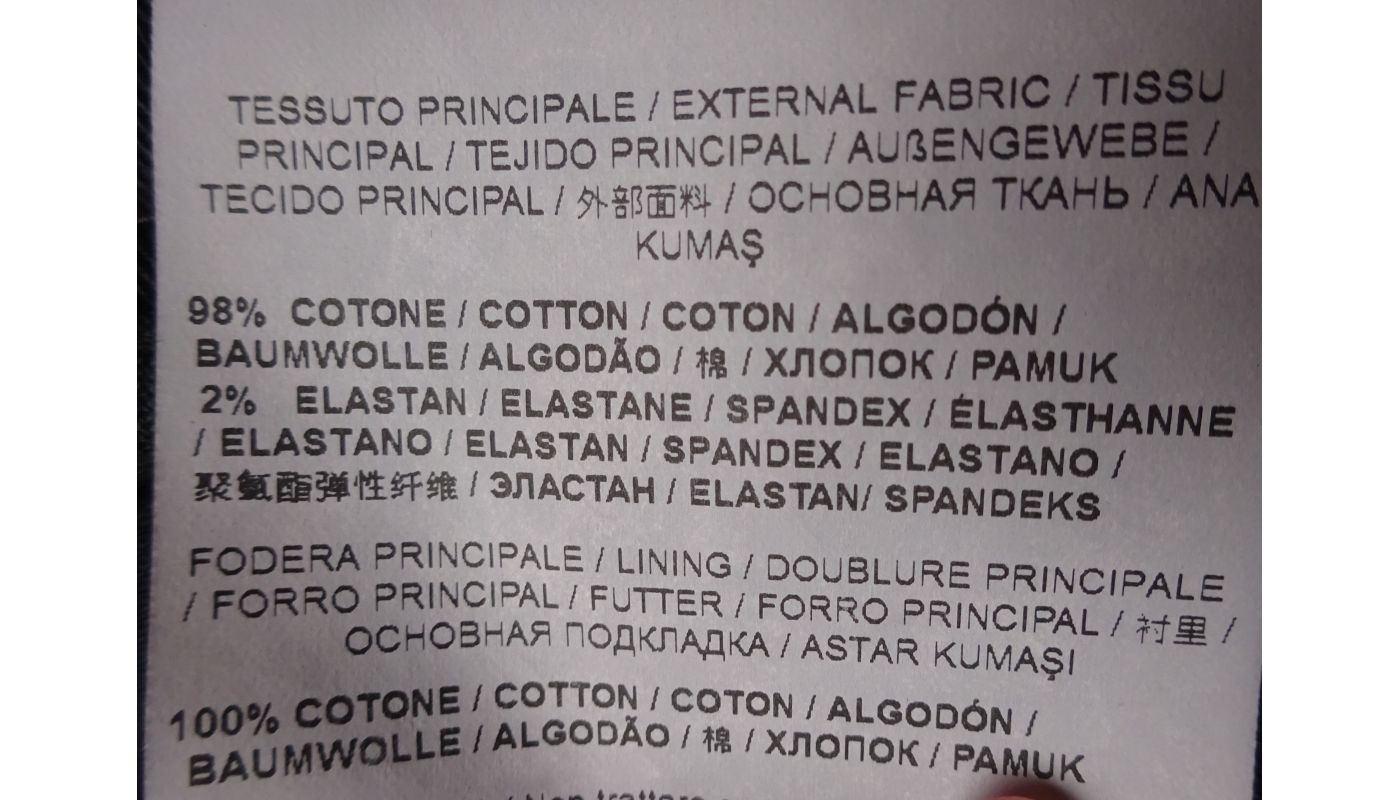 TESSUTO PRINCIPALE / EXTERNAL FABRIC / TISSU
PRINCIPAL / TEJIDO PRINCIPAL / AUßENGEWEBE /
TECIDO PRINCIPAL / 外部面料 / ОСНОВНАЯ ТКАНЬ / ANA
KUMAŞ
98% COTONE / COTTON / COTON / ALGODÓN /
BAUMWOLLE / ALGODÃO / 棉 / ХЛОПОК / PAMUK
2% ELASTAN / ELASTANE / SPANDEX / ÉLASTHANNE
/ ELASTANO / ELASTAN / SPANDEX / ELASTANO /
聚氨酯弹性纤维 / ЭЛАСТАН / ELASTAN/ SPANDEKS
FODERA PRINCIPALE / LINING / DOUBLURE PRINCIPALE
/ FORRO PRINCIPAL / FUTTER / FORRO PRINCIPAL / 衬里 /
ОСНОВНАЯ ПОДКЛАДКА / ASTAR KUMAŞI
100% COTONE / COTTON / COTON / ALGODÓN /
BAUMWOLLE / ALGODÃO / 棉 / ХЛОПОК / PAMUK